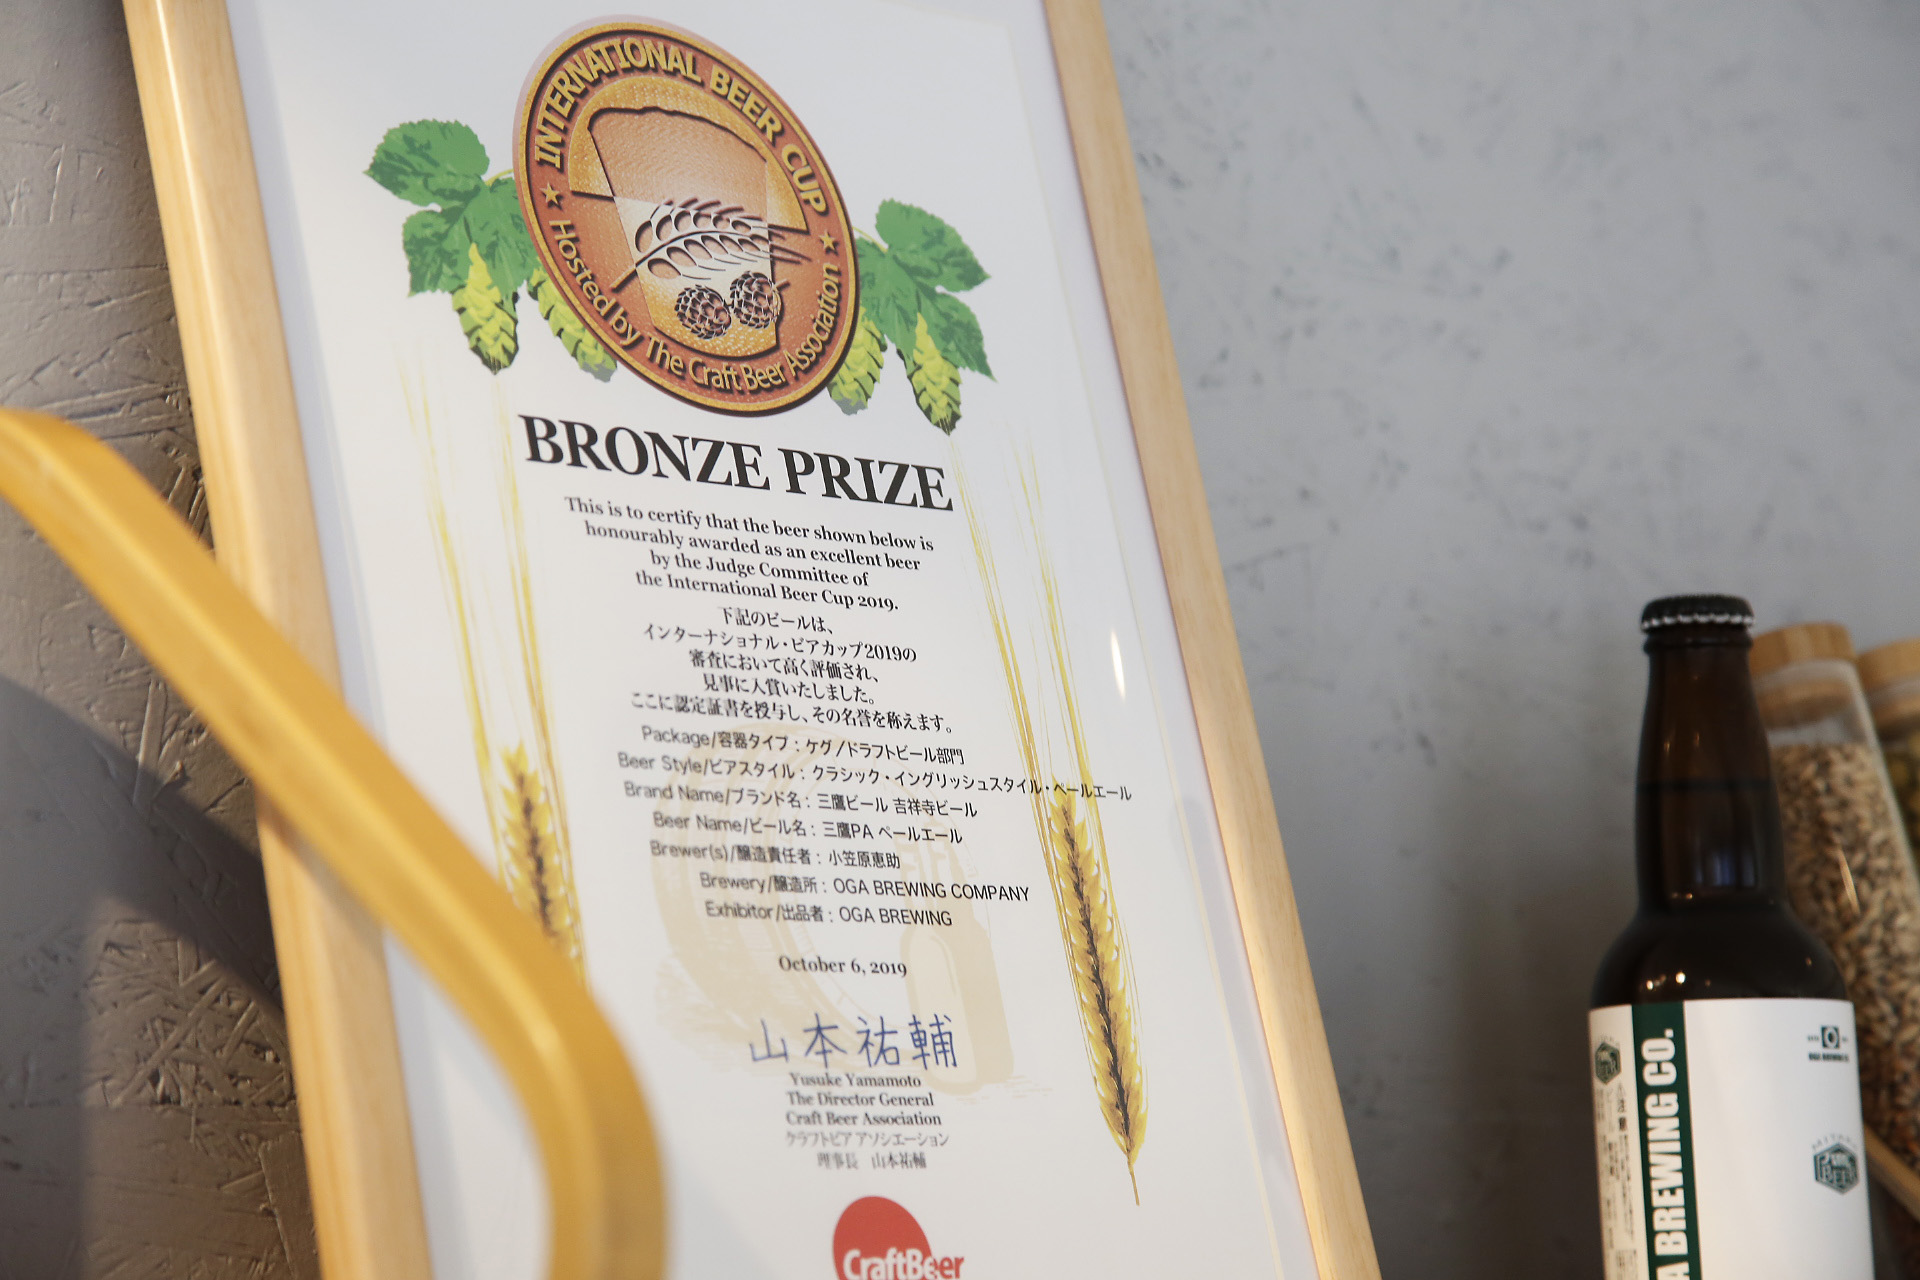 INTERNATIONAL BEER CUP
Hosted by The Craft Beer Association
BRONZE PRIZE
This is to certify that the beer shown below is
honourably awarded as an excellent beer
by the Judge Committee of
the International Beer Cup 2019.
下記のビールは、
インターナショナル・ビアカップ2019の
審査において高く評価され、
見事に入賞いたしました。
ここに認定証書を授与し、その名誉を称えます。
Package/容器タイプ：ケグ/ドラフトビール部門
Beer Style/ビアスタイル：クラシック・イングリッシュスタイル・ペールエール
Brand Name/ブランド名：三鷹ビール 吉祥寺ビール
Beer Name/ビール名：三鷹PA ペールエール
Brewer(s)/醸造責任者：小笠原恵助
Brewery/醸造所：OGA BREWING COMPANY
Exhibitor/出品者：OGA BREWING
October 6, 2019
山本祐輔
Yusuke Yamamoto
The Director General
Craft Beer Association
クラフトビア アソシエーション
理事長　山本祐輔
CraftBeer
A BREWING CO.